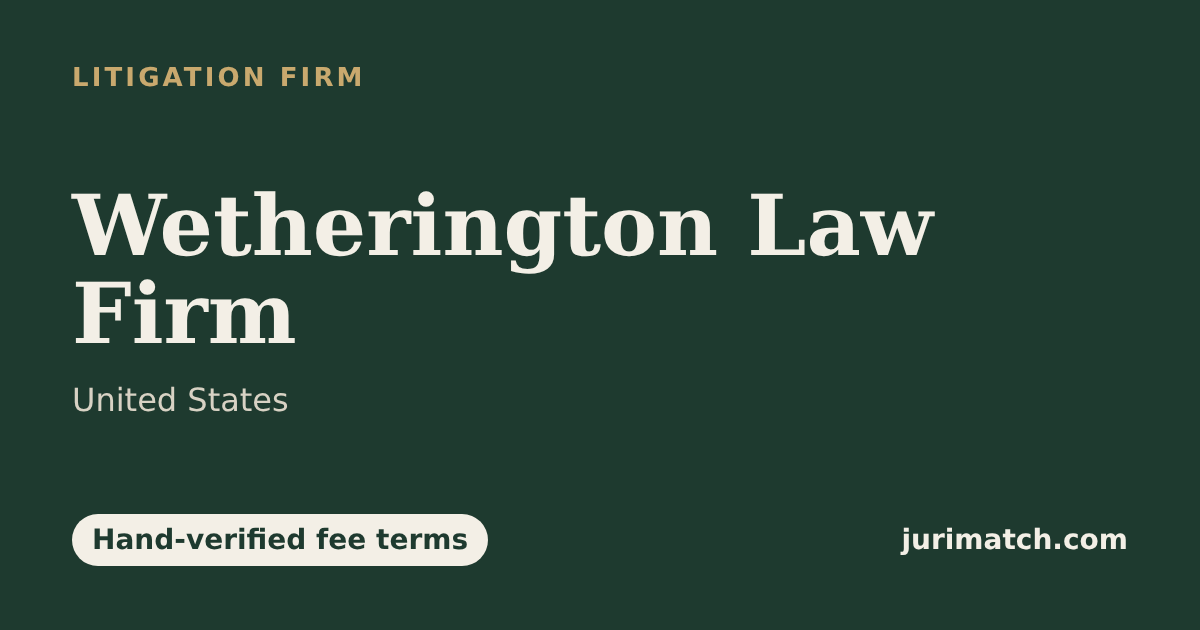 LITIGATION FIRM
Wetherington Law
Firm
United States
Hand-verified fee terms
jurimatch.com